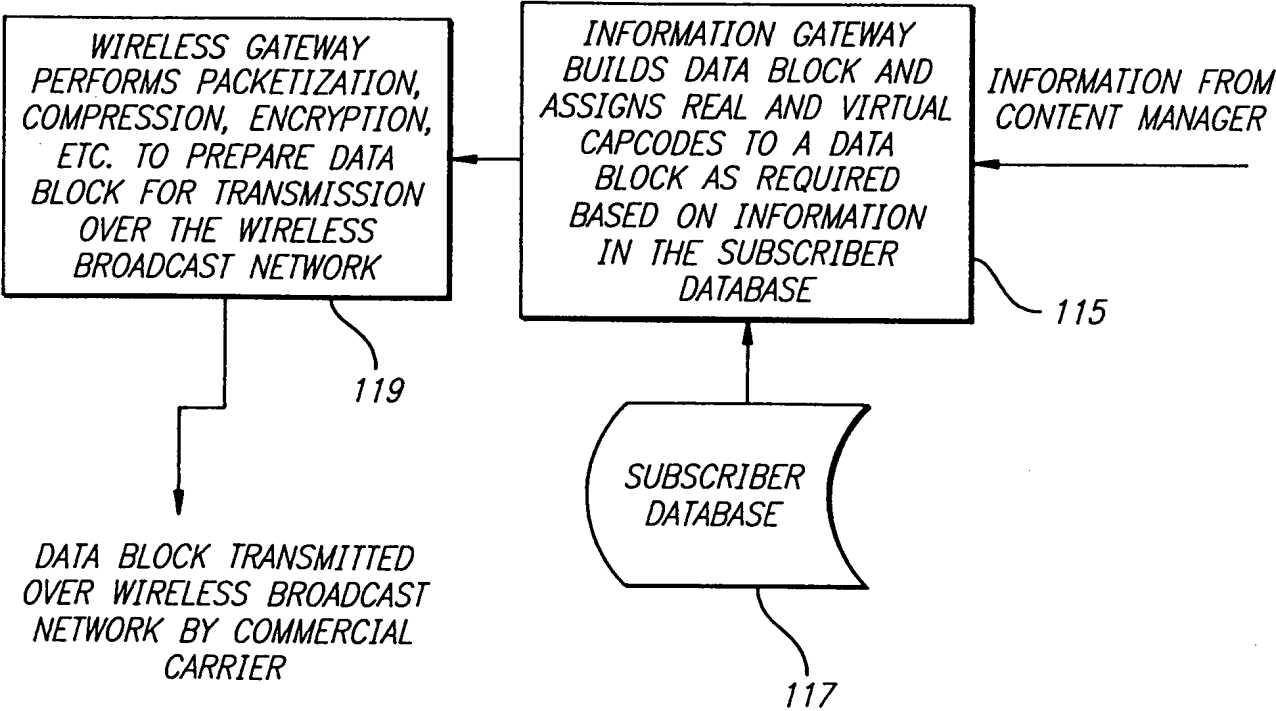 WIRELESS GATEWAY
PERFORMS PACKETIZATION,
COMPRESSION, ENCRYPTION,
ETC. TO PREPARE DATA
BLOCK FOR TRANSMISSION
OVER THE WIRELESS
BROADCAST NETWORK
INFORMATION GATEWAY
BUILDS DATA BLOCK AND
ASSIGNS REAL AND VIRTUAL
CAPCODES TO A DATA
BLOCK AS REQUIRED
BASED ON INFORMATION
IN THE SUBSCRIBER
DATABASE
INFORMATION FROM
CONTENT MANAGER
115
119
SUBSCRIBER
DATABASE
117
DATA BLOCK TRANSMITTED
OVER WIRELESS BROADCAST
NETWORK BY COMMERCIAL
CARRIER